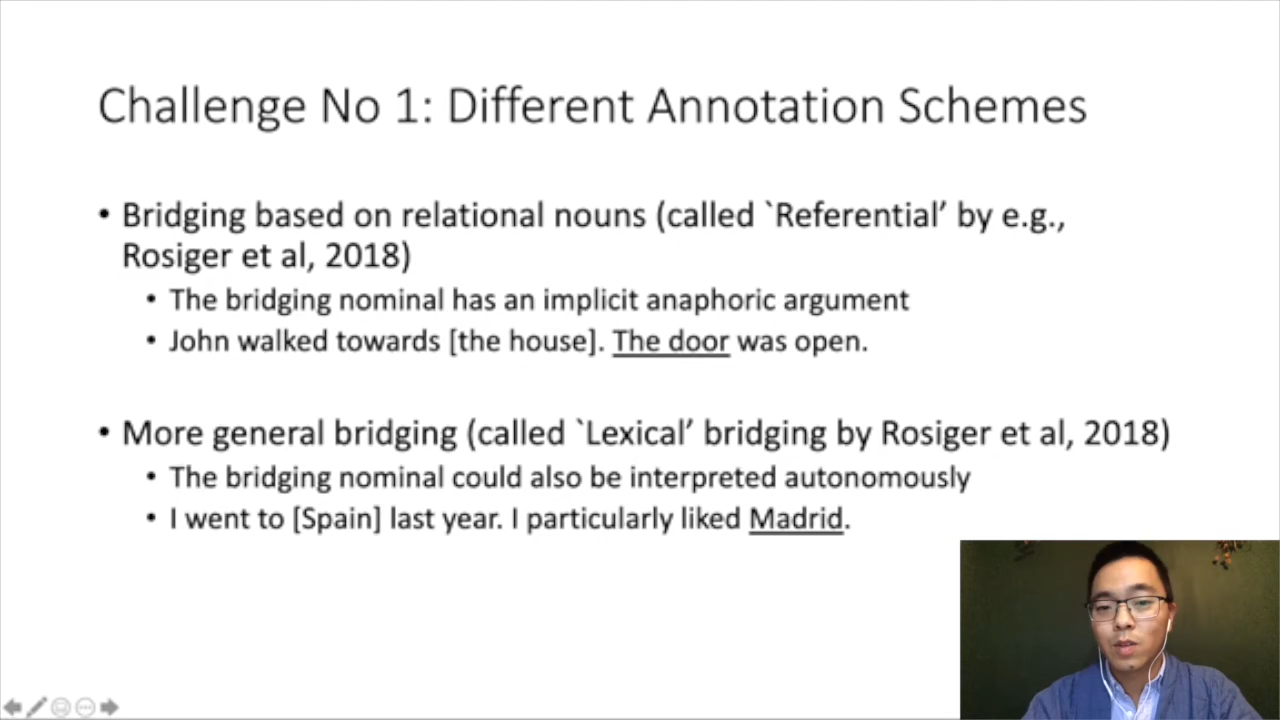 Challenge No 1: Different Annotation Schemes
• Bridging based on relational nouns (called `Referential’ by e.g.,
Rosiger et al, 2018)
• The bridging nominal has an implicit anaphoric argument
• John walked towards [the house]. The door was open.
• More general bridging (called `Lexical’ bridging by Rosiger et al, 2018)
• The bridging nominal could also be interpreted autonomously
• I went to [Spain] last year. I particularly liked Madrid.